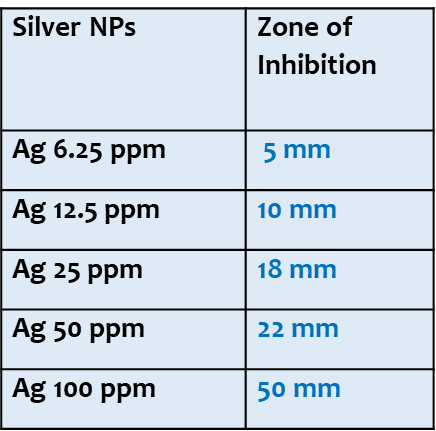 Silver NPs
Zone of
Inhibition
Ag 6.25 ppm
5 mm
Ag 12.5 ppm
10 mm
Ag 25 ppm
18 mm
Ag 50 ppm
22 mm
Ag 100 ppm
50 mm